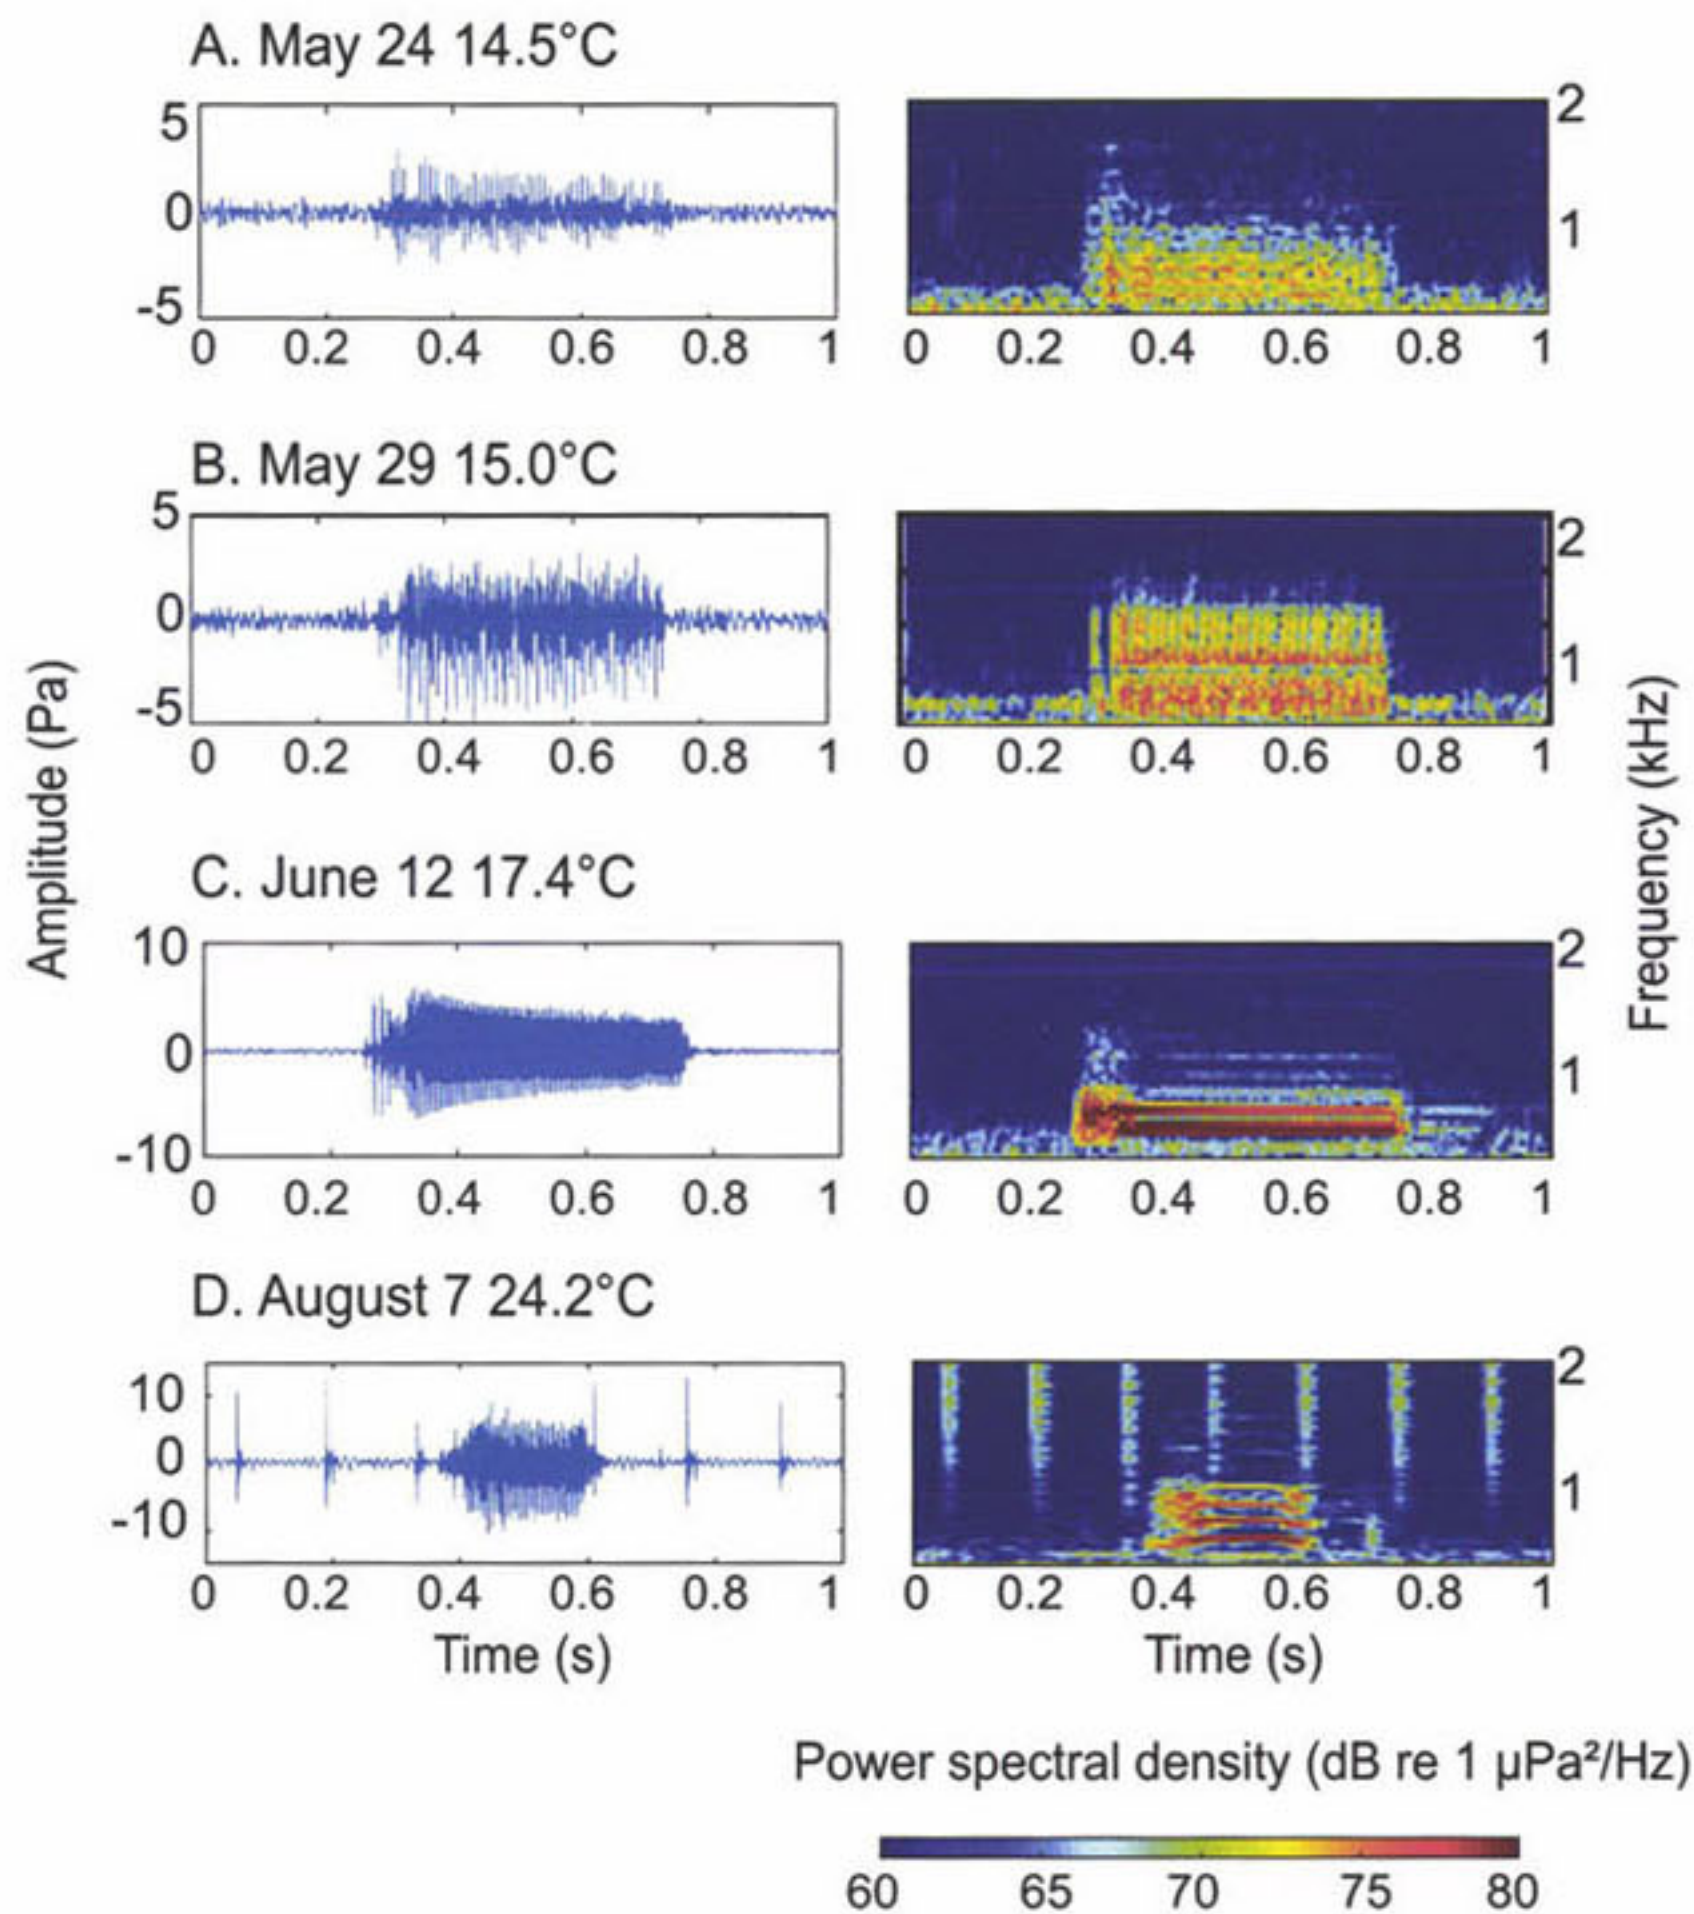 A. May 24 14.5°C
5
0
-5
0 0.2 0.4 0.6 0.8 1
2
1
0 0.2 0.4 0.6 0.8 1
B. May 29 15.0°C
5
0
-5
0 0.2 0.4 0.6 0.8 1
2
1
0 0.2 0.4 0.6 0.8 1
Amplitude (Pa)
Frequency (kHz)
C. June 12 17.4°C
10
0
-10
0 0.2 0.4 0.6 0.8 1
2
1
0 0.2 0.4 0.6 0.8 1
D. August 7 24.2°C
10
0
-10
0 0.2 0.4 0.6 0.8 1
Time (s)
2
1
0 0.2 0.4 0.6 0.8 1
Time (s)
Power spectral density (dB re 1 µPa²/Hz)
60 65 70 75 80